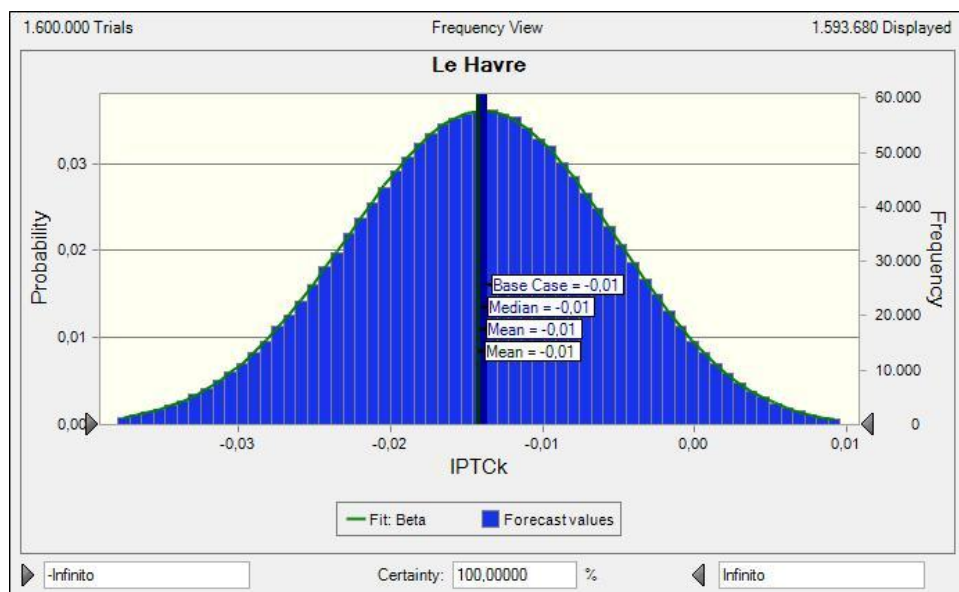 1.600.000 Trials Frequency View 1.593.680 Displayed
Le Havre
Probability
0,03
0,02
0,01
0,00
60.000
50.000
40.000
30.000
20.000
10.000
0
Frequency
Base Case = -0,01
Median = -0,01
Mean = -0,01
Mean = -0,01
-0,03 -0,02 -0,01 0,00 0,01
IPTCk
Fit: Beta Forecast values
-Infinito Certainty: 100,00000 % Infinito